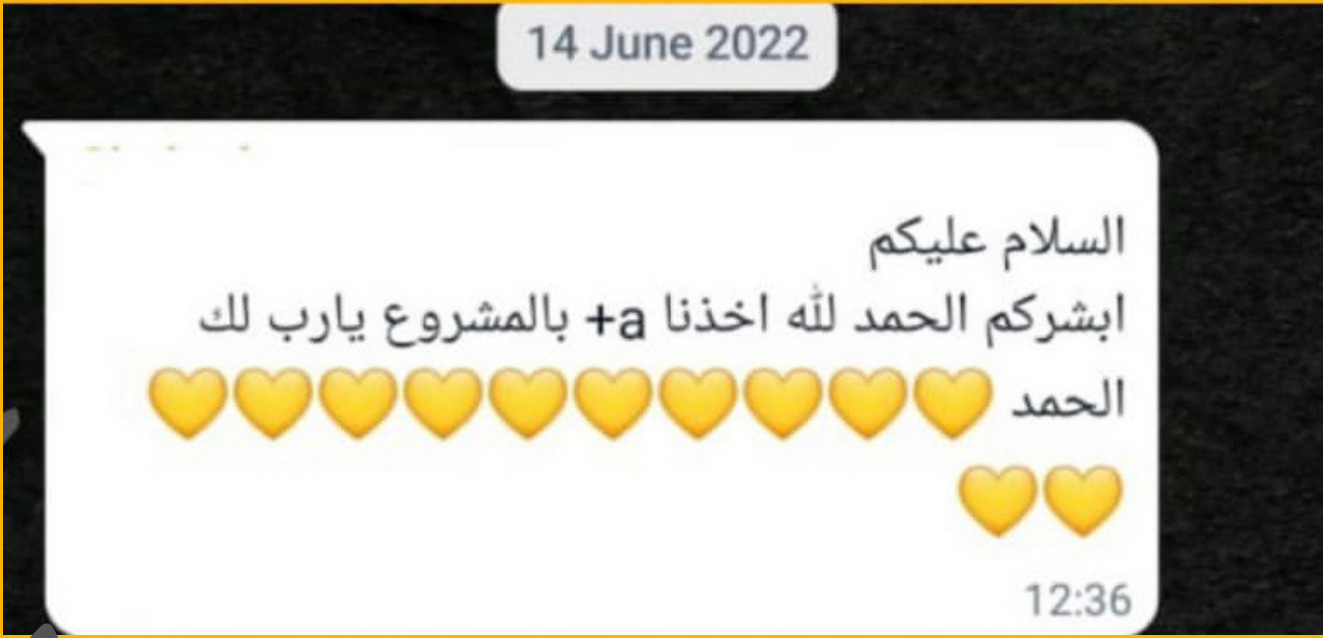 14 June 2022
السلام عليكم
ابشركم الحمد لله اخذنا a+ بالمشروع يارب لك
الحمد 💛💛💛💛💛💛💛💛💛💛
💛💛
12:36